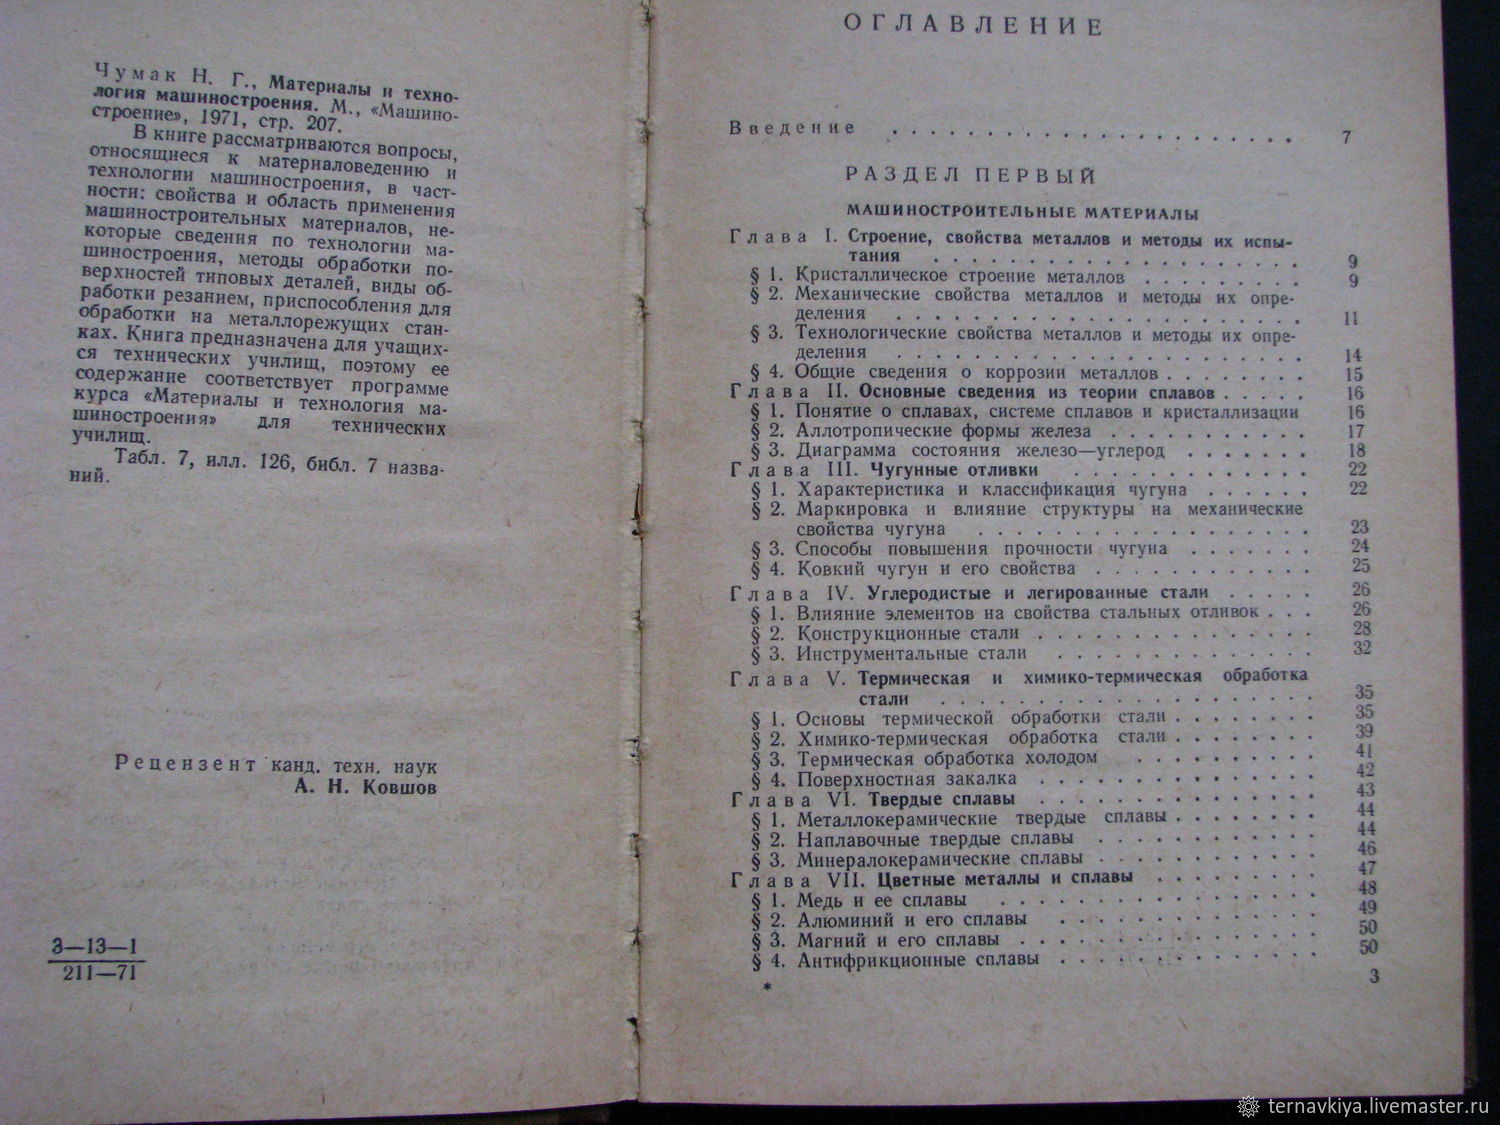 Чумак Н. Г., Материалы и техно-
логия машиностроения. М., «Машино-
строение», 1971, стр. 207.
В книге рассматриваются вопросы,
относящиеся к материаловедению и
технологии машиностроения, в част-
ности: свойства и область применения
машиностроительных материалов, не-
которые сведения по технологии ма-
шиностроения, методы обработки по-
верхностей типовых деталей, виды об-
работки резанием, приспособления для
обработки на металлорежущих стан-
ках. Книга предназначена для учащих-
ся технических училищ, поэтому ее
содержание соответствует программе
курса «Материалы и технология ма-
шиностроения» для технических
училищ.
Табл. 7, илл. 126, библ. 7 назва-
ний.
Рецензент канд. техн. наук
А. Н. Ковшов
3—13—1
211—71
ОГЛАВЛЕНИЕ
Введение . . . . . . . . . . . . . . . . . . . . 7
РАЗДЕЛ ПЕРВЫЙ
МАШИНОСТРОИТЕЛЬНЫЕ МАТЕРИАЛЫ
Глава I. Строение, свойства металлов и методы их испы-
тания . . . . . . . . . . . . . . . . . . . . 9
§ 1. Кристаллическое строение металлов . . . . . . . . . 9
§ 2. Механические свойства металлов и методы их опре-
деления . . . . . . . . . . . . . . . . . . . . 11
§ 3. Технологические свойства металлов и методы их опре-
деления . . . . . . . . . . . . . . . . . . . . 14
§ 4. Общие сведения о коррозии металлов . . . . . . . . 15
Глава II. Основные сведения из теории сплавов . . . . . 16
§ 1. Понятие о сплавах, системе сплавов и кристаллизации 16
§ 2. Аллотропические формы железа . . . . . . . . . . . 17
§ 3. Диаграмма состояния железо—углерод . . . . . . . 18
Глава III. Чугунные отливки . . . . . . . . . . . . . 22
§ 1. Характеристика и классификация чугуна . . . . . . 22
§ 2. Маркировка и влияние структуры на механические
свойства чугуна . . . . . . . . . . . . . . . . . . 23
§ 3. Способы повышения прочности чугуна . . . . . . . 24
§ 4. Ковкий чугун и его свойства . . . . . . . . . . . . 25
Глава IV. Углеродистые и легированные стали . . . . . 26
§ 1. Влияние элементов на свойства стальных отливок . . . 26
§ 2. Конструкционные стали . . . . . . . . . . . . . . . 28
§ 3. Инструментальные стали . . . . . . . . . . . . . . 32
Глава V. Термическая и химико-термическая обработка
стали . . . . . . . . . . . . . . . . . . . . 35
§ 1. Основы термической обработки стали . . . . . . . . 35
§ 2. Химико-термическая обработка стали . . . . . . . . 39
§ 3. Термическая обработка холодом . . . . . . . . . . 41
§ 4. Поверхностная закалка . . . . . . . . . . . . . . . 42
Глава VI. Твердые сплавы . . . . . . . . . . . . . . . 43
§ 1. Металлокерамические твердые сплавы . . . . . . . . 44
§ 2. Наплавочные твердые сплавы . . . . . . . . . . . . 44
§ 3. Минералокерамические сплавы . . . . . . . . . . . . 46
Глава VII. Цветные металлы и сплавы . . . . . . . . . 47
§ 1. Медь и ее сплавы . . . . . . . . . . . . . . . . . 48
§ 2. Алюминий и его сплавы . . . . . . . . . . . . . . 49
§ 3. Магний и его сплавы . . . . . . . . . . . . . . . . 50
§ 4. Антифрикционные сплавы . . . . . . . . . . . . . . 50
* 3
ternavkiya.livemaster.ru